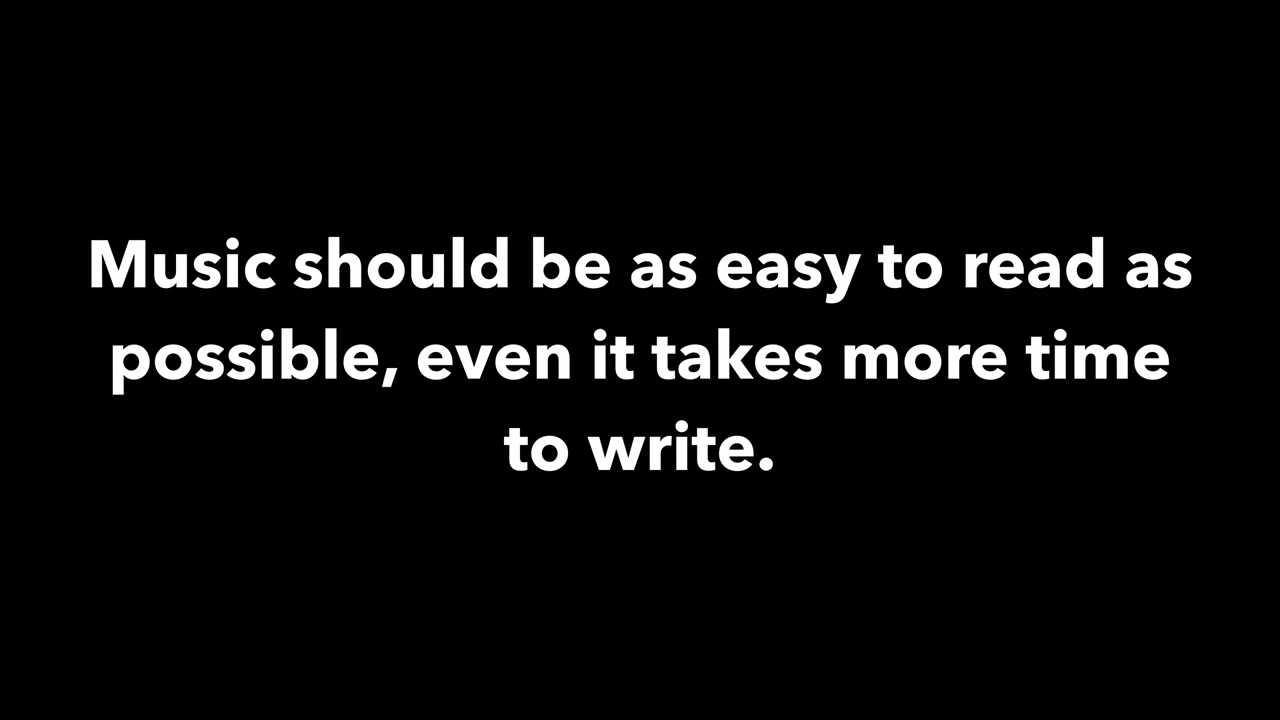 Music should be as easy to read as
possible, even it takes more time
to write.